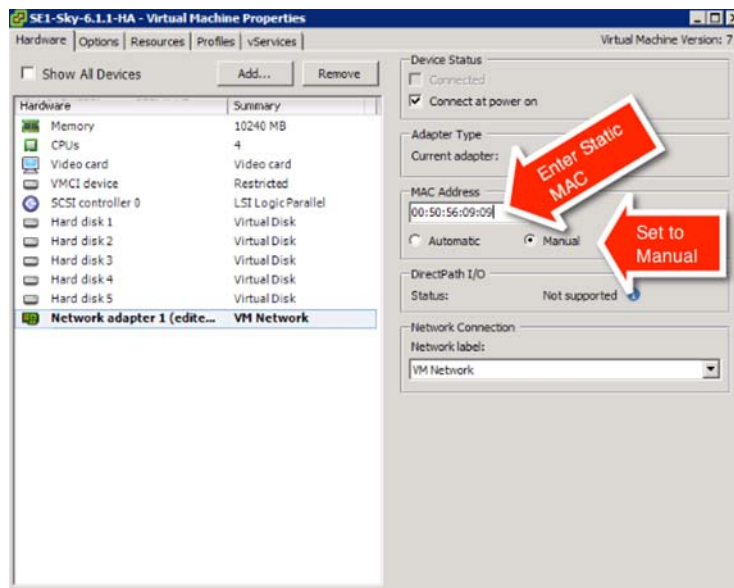 SE1-Sky-6.1.1-HA - Virtual Machine Properties
Hardware Options Resources Profiles vServices Virtual Machine Version: 7
Show All Devices Add... Remove
Hardware Summary
Memory 10240 MB
CPUs 4
Video card Video card
VMCI device Restricted
SCSI controller 0 LSI Logic Parallel
Hard disk 1 Virtual Disk
Hard disk 2 Virtual Disk
Hard disk 3 Virtual Disk
Hard disk 4 Virtual Disk
Hard disk 5 Virtual Disk
Network adapter 1 (edite... VM Network
Device Status
Connected
Connect at power on
Adapter Type
Current adapter:
Enter Static
MAC
MAC Address
00:50:56:09:09
Automatic Manual
Set to
Manual
DirectPath I/O
Status: Not supported
Network Connection
Network label:
VM Network